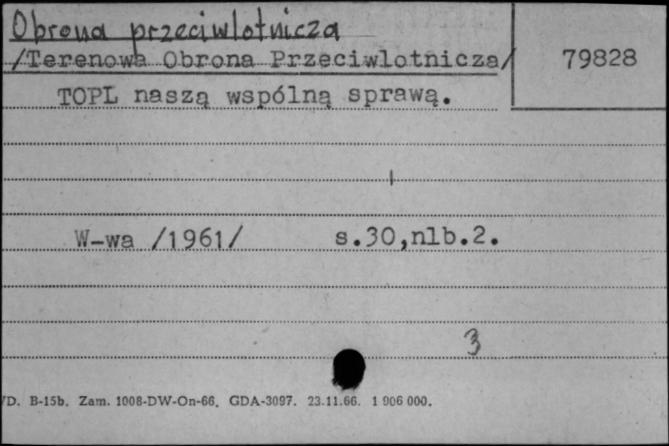 Obrona przeciwlotnicza
/Terenowa Obrona Przeciwlotnicza/
79828
TOPL naszą wspólną sprawą.
W-wa /1961/ s.30,nlb.2.
3
/D. B-15b. Zam. 1008-DW-On-66. GDA-3097. 23.11.66. 1 906 000.